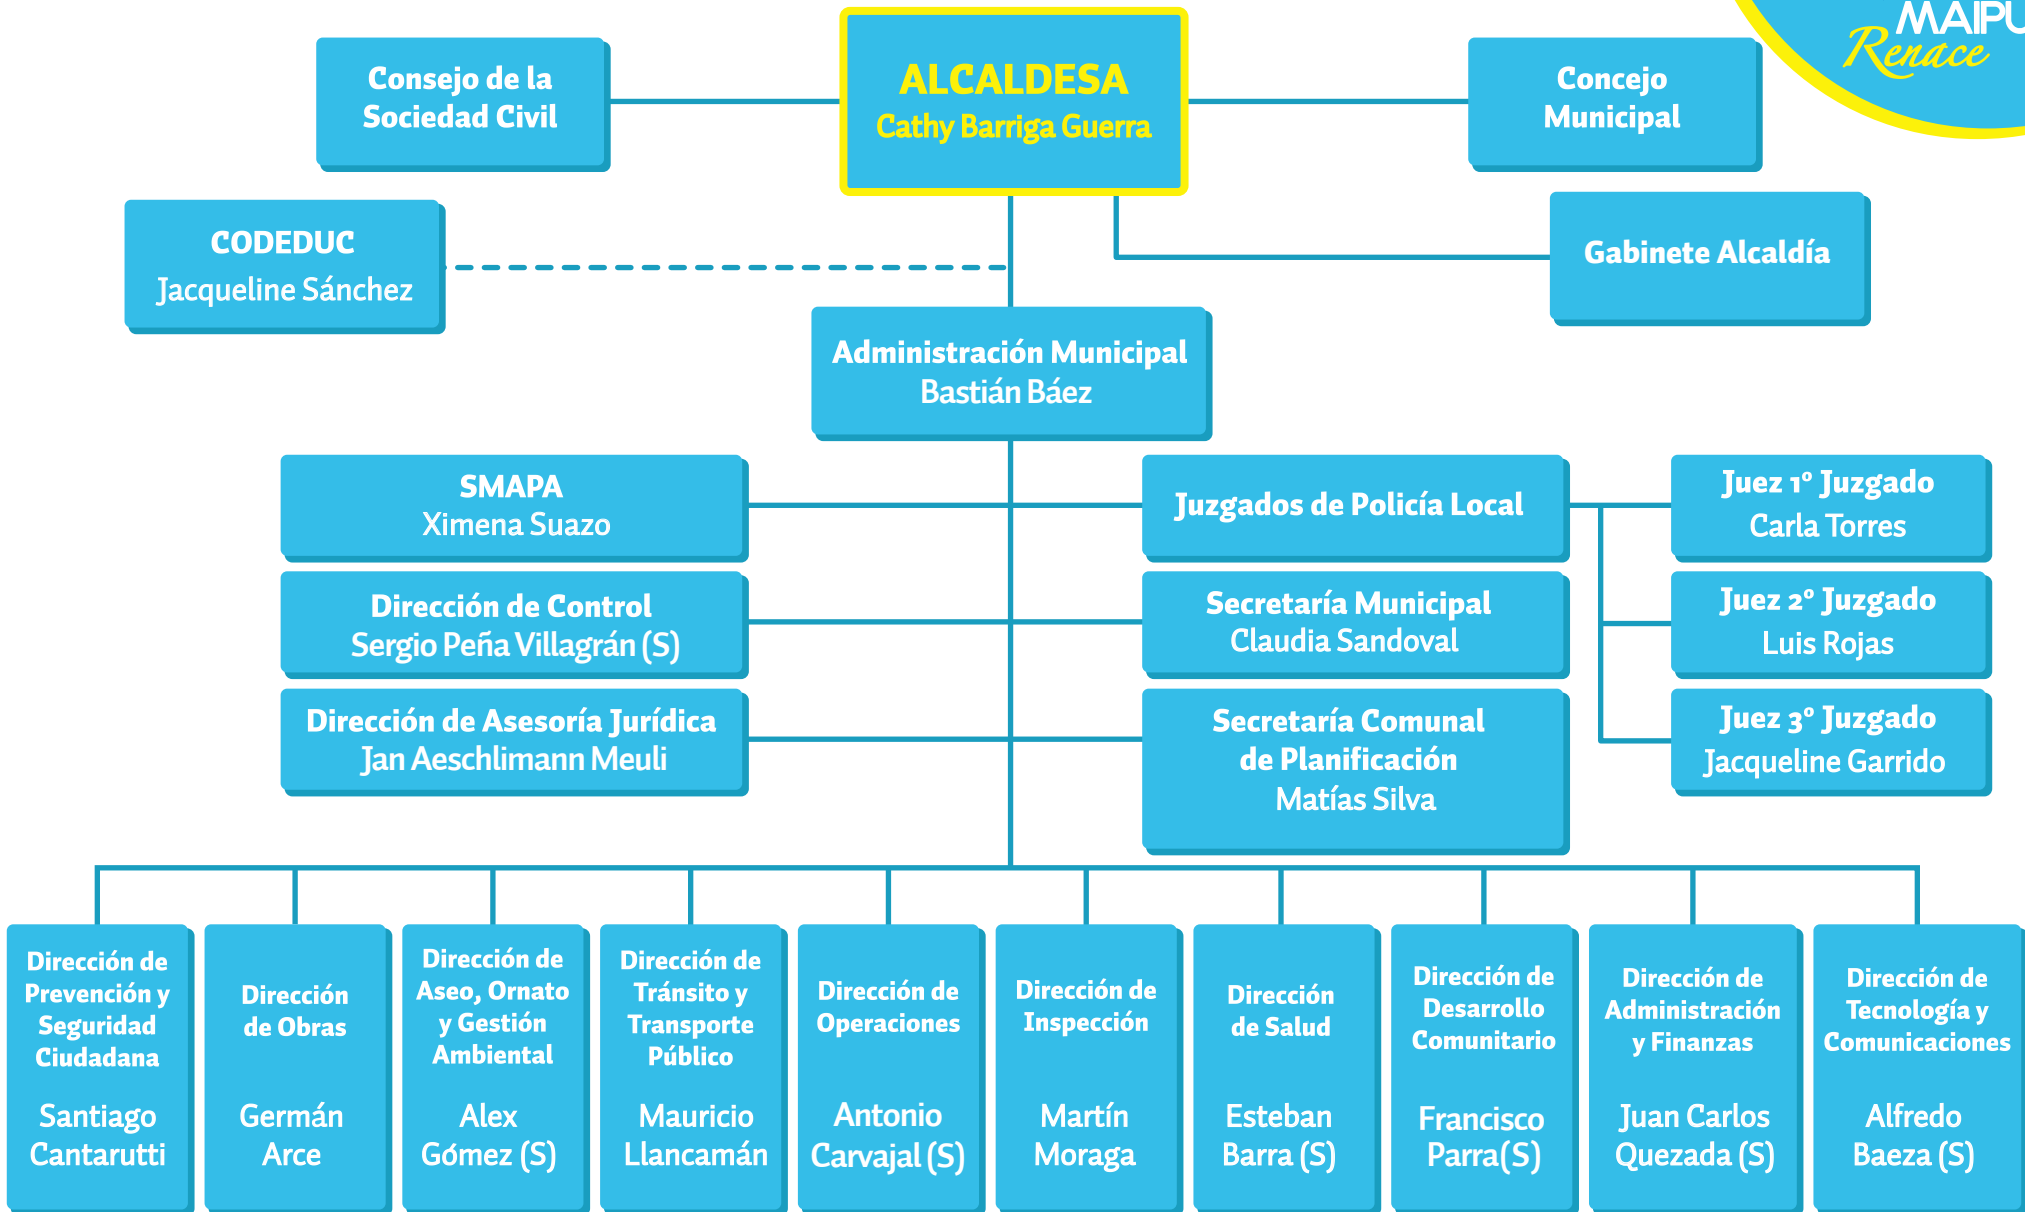 MAIPU
Renace
Consejo de la
Sociedad Civil
ALCALDESA
Cathy Barriga Guerra
Concejo
Municipal
CODEDUC
Jacqueline Sánchez
Gabinete Alcaldía
Administración Municipal
Bastián Báez
SMAPA
Ximena Suazo
Juzgados de Policía Local
Juez 1º Juzgado
Carla Torres
Dirección de Control
Sergio Peña Villagrán (S)
Secretaría Municipal
Claudia Sandoval
Juez 2º Juzgado
Luis Rojas
Dirección de Asesoría Jurídica
Jan Aeschlimann Meuli
Secretaría Comunal
de Planificación
Matías Silva
Juez 3º Juzgado
Jacqueline Garrido
Dirección de
Prevención y
Seguridad
Ciudadana
Santiago
Cantarutti
Dirección
de Obras
Germán
Arce
Dirección de
Aseo, Ornato
y Gestión
Ambiental
Alex
Gómez (S)
Dirección de
Tránsito y
Transporte
Público
Mauricio
Llancamán
Dirección de
Operaciones
Antonio
Carvajal (S)
Dirección de
Inspección
Martín
Moraga
Dirección
de Salud
Esteban
Barra (S)
Dirección de
Desarrollo
Comunitario
Francisco
Parra(S)
Dirección de
Administración
y Finanzas
Juan Carlos
Quezada (S)
Dirección de
Tecnología y
Comunicaciones
Alfredo
Baeza (S)